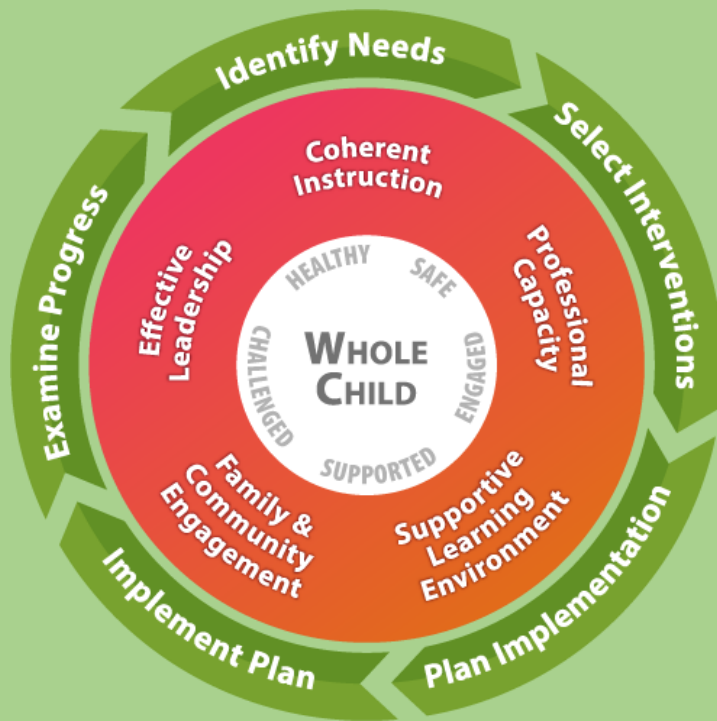 Identify Needs
Select Interventions
Plan Implementation
Implement Plan
Examine Progress
Coherent
Instruction
Professional
Capacity
Supportive
Learning
Environment
Family &
Community
Engagement
Effective
Leadership
HEALTHY
SAFE
ENGAGED
SUPPORTED
CHALLENGED
WHOLE
CHILD